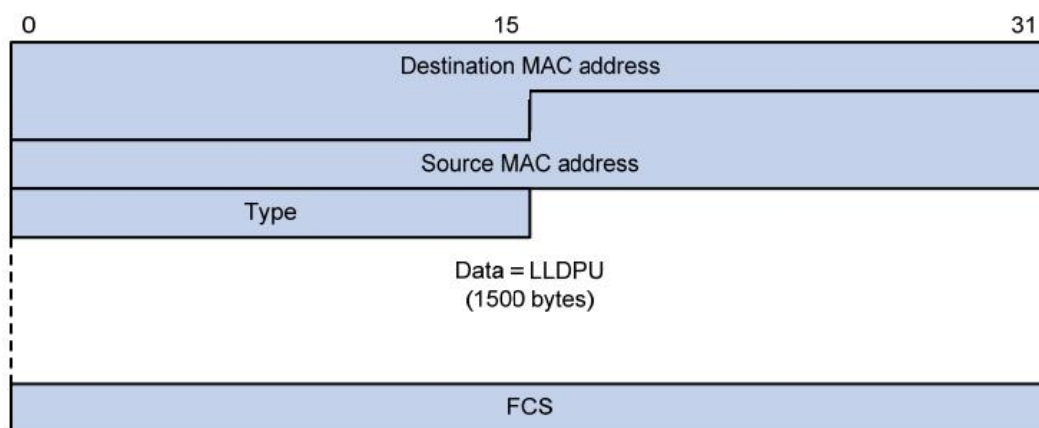 0 15 31
Destination MAC address
Source MAC address
Type
Data = LLDPU
(1500 bytes)
FCS